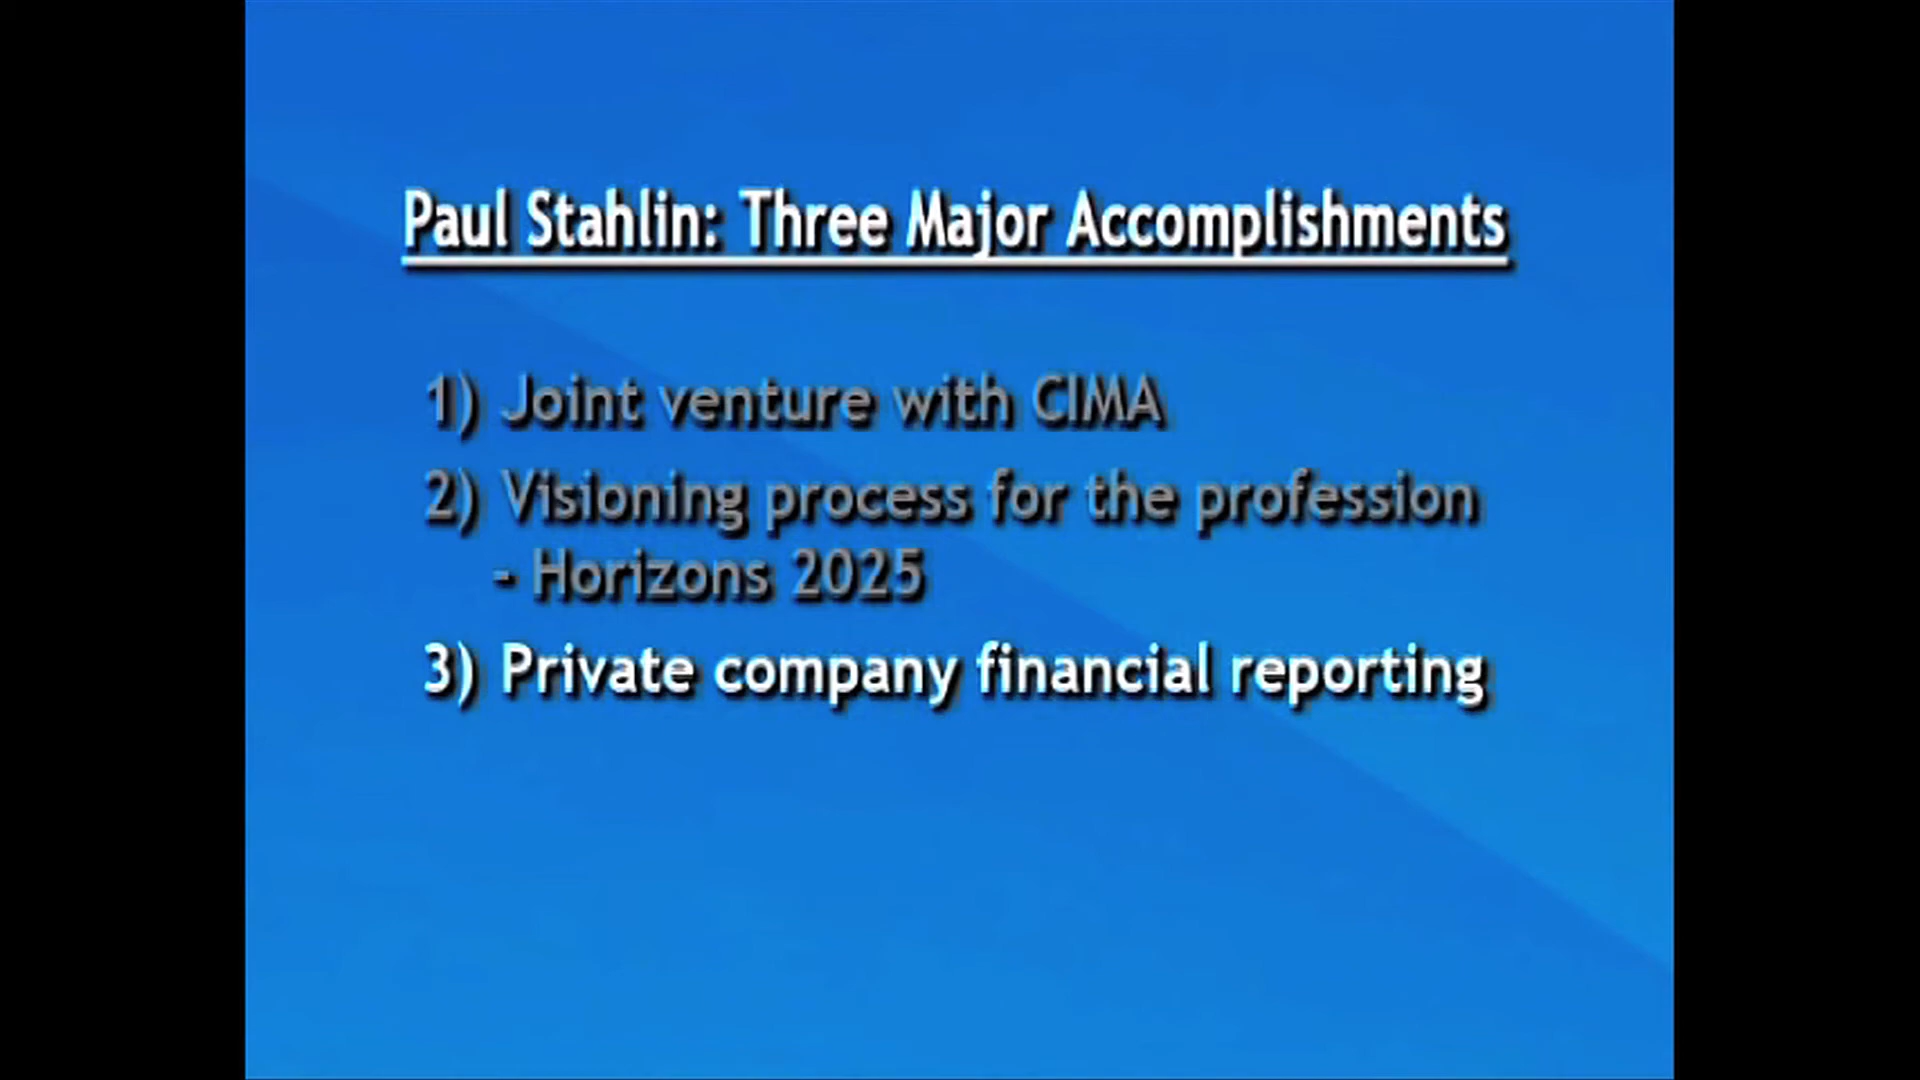 Paul Stahlin: Three Major Accomplishments
1) Joint venture with CIMA
2) Visioning process for the profession
- Horizons 2025
3) Private company financial reporting